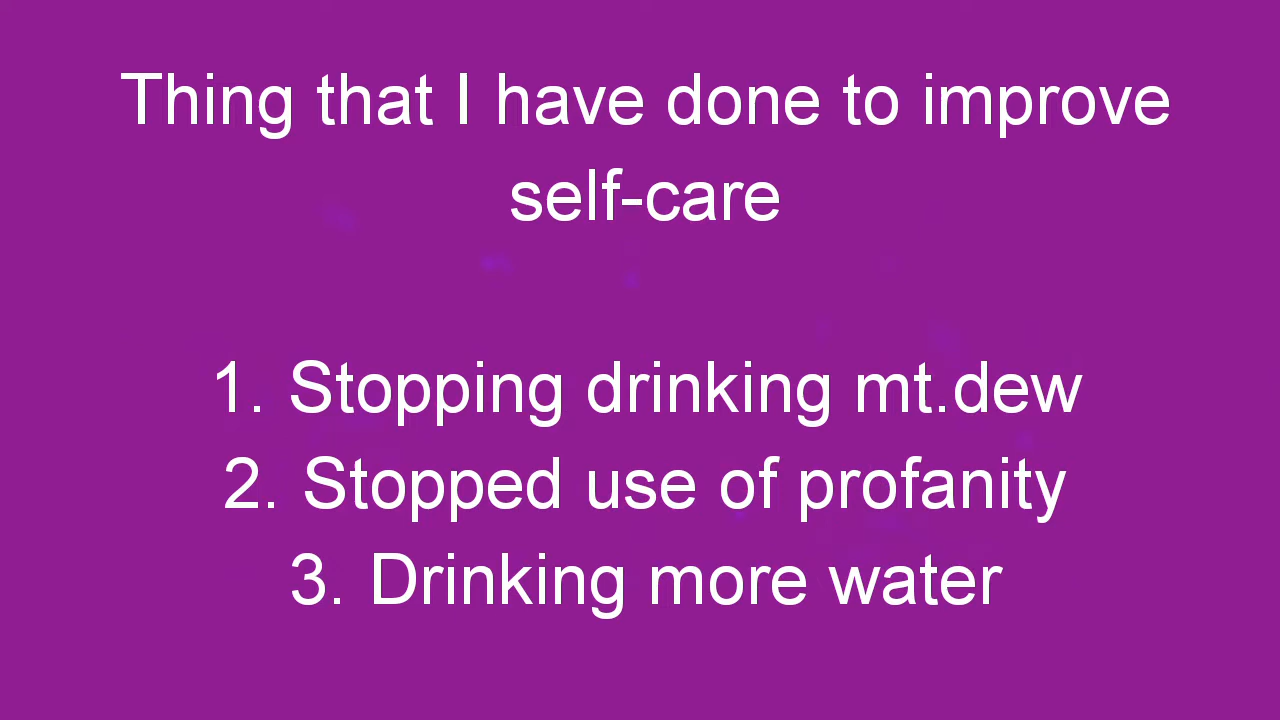 Thing that I have done to improve
self-care
1. Stopping drinking mt.dew
2. Stopped use of profanity
3. Drinking more water